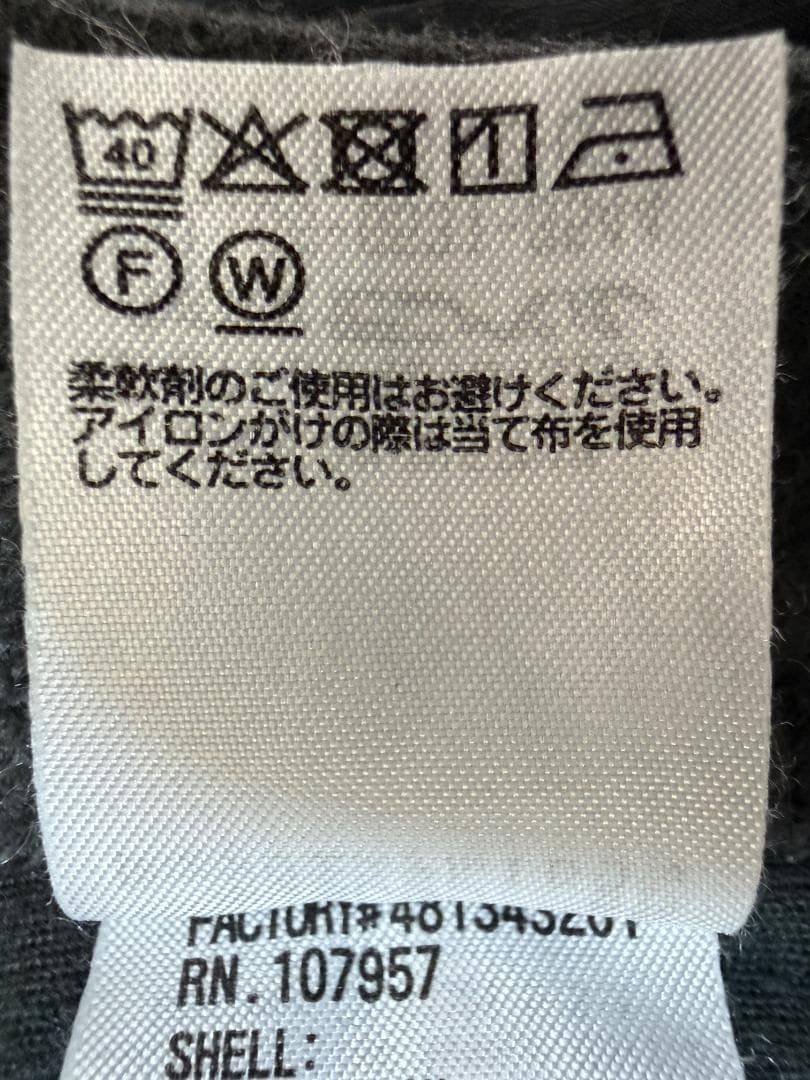 40
F W
柔軟剤のご使用はお避けください。
アイロンがけの際は当て布を使用
してください。
FACTORY#481343201
RN.107957
SHELL: